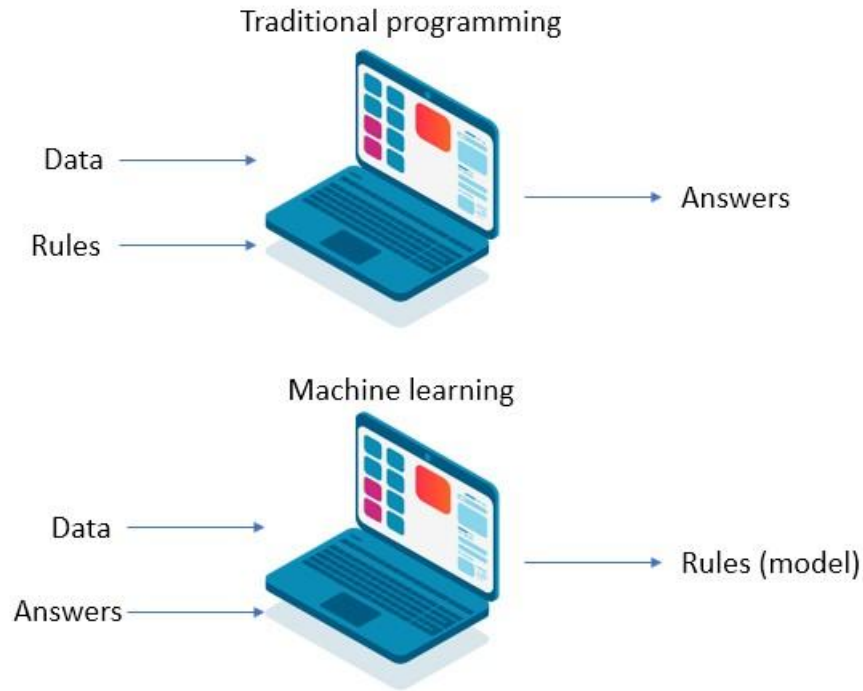 Traditional programming
Data
Rules
Answers
Machine learning
Data
Answers
Rules (model)